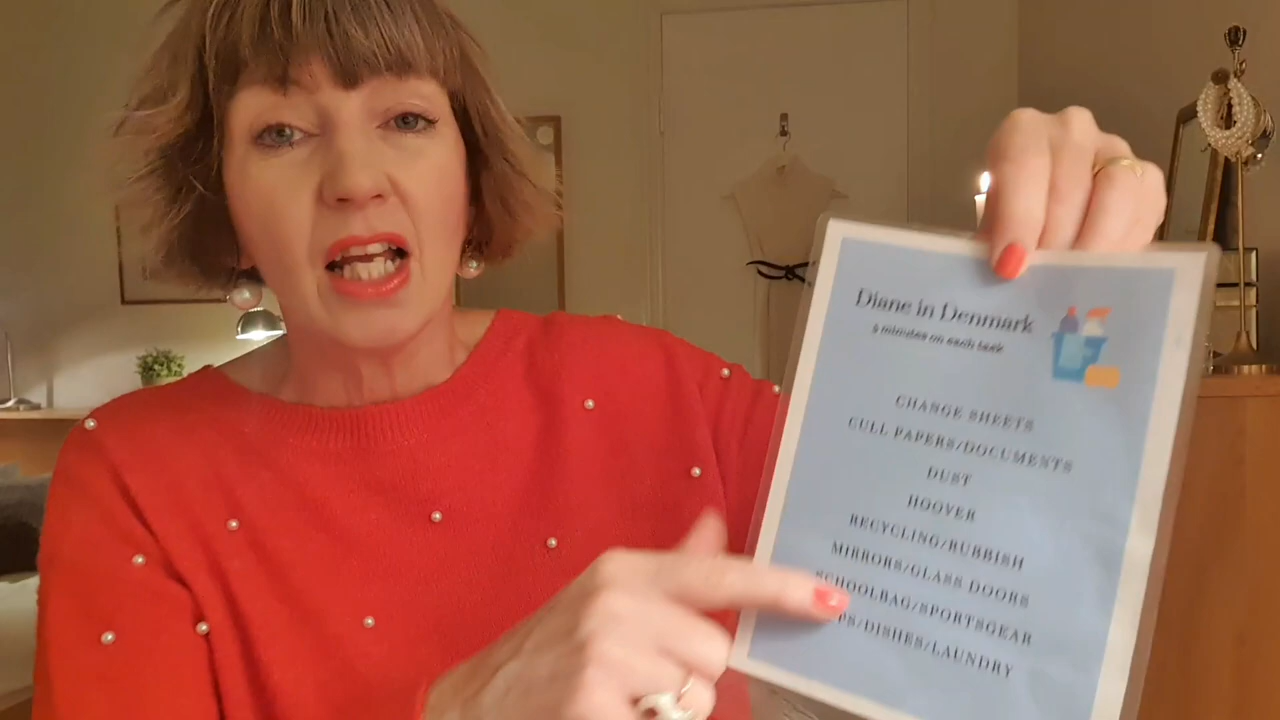 Diane in Denmark
5 minutes on each task
CHANGE SHEETS
CULL PAPERS/DOCUMENTS
DUST
HOOVER
RECYCLING/RUBBISH
MIRRORS/GLASS DOORS
SCHOOLBAG/SPORTSGEAR
/DISHES/LAUNDRY